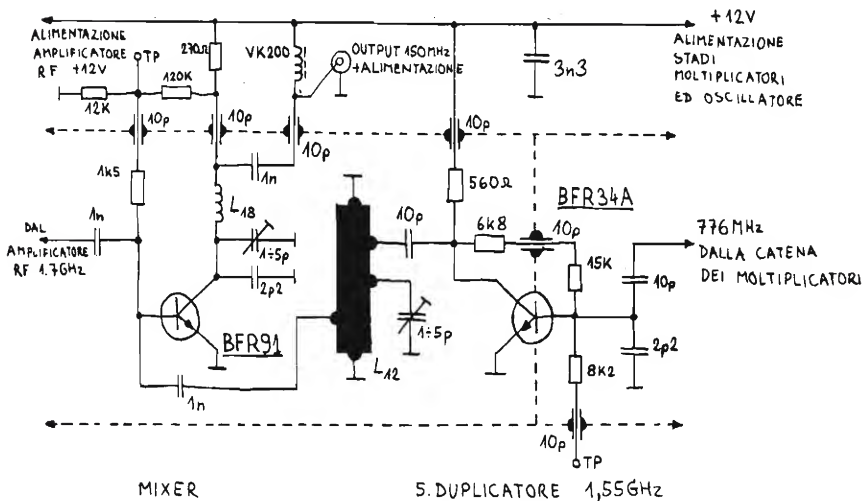 +12V
ALIMENTAZIONE
STADI
MOLTIPLICATORI
ED OSCILLATORE
ALIMENTAZIONE
AMPLIFICATORE
RF +12V
TP
270Ω
VK200
OUTPUT 150MHz
+ALIMENTAZIONE
3n3
12K
120K
10p
10p
10p
10p
1K5
1n
560Ω
BFR34A
L18
10p
6K8
10p
776MHz
DALLA CATENA
DEI MOLTIPLICATORI
DAL
AMPLIFICATORE
RF 1.7GHz
1n
1÷5p
15K
10p
2p2
1÷5p
BFR91
2p2
L12
8K2
1n
10p
TP
MIXER
5.DUPLICATORE 1,55GHz